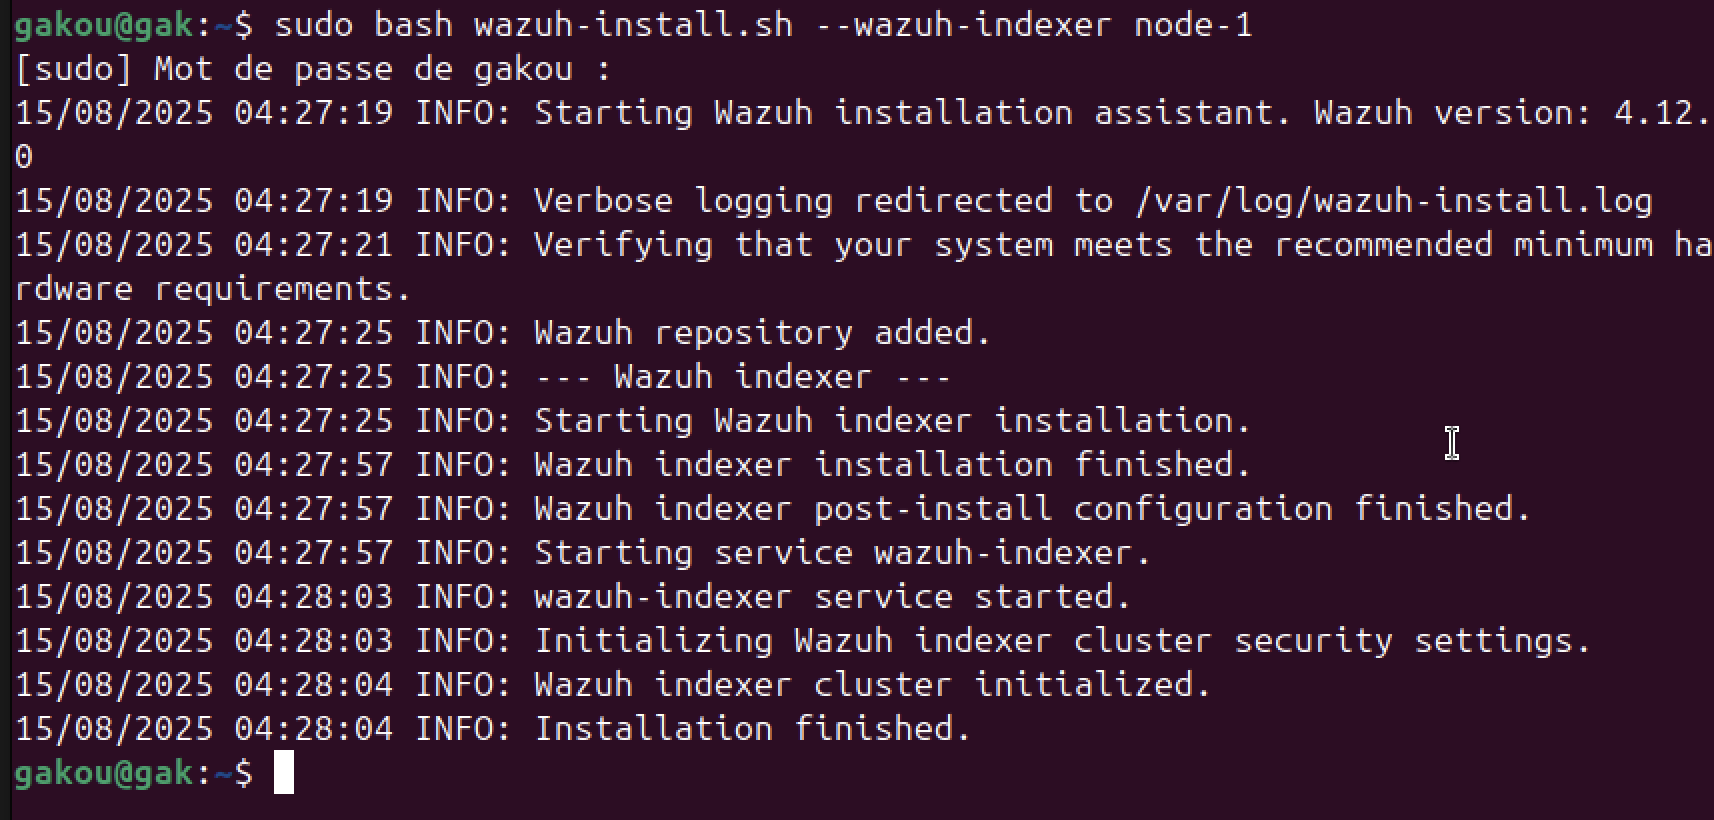 gakou@gak:~$ sudo bash wazuh-install.sh --wazuh-indexer node-1
[sudo] Mot de passe de gakou :
15/08/2025 04:27:19 INFO: Starting Wazuh installation assistant. Wazuh version: 4.12.
0
15/08/2025 04:27:19 INFO: Verbose logging redirected to /var/log/wazuh-install.log
15/08/2025 04:27:21 INFO: Verifying that your system meets the recommended minimum ha
rdware requirements.
15/08/2025 04:27:25 INFO: Wazuh repository added.
15/08/2025 04:27:25 INFO: --- Wazuh indexer ---
15/08/2025 04:27:25 INFO: Starting Wazuh indexer installation.
15/08/2025 04:27:57 INFO: Wazuh indexer installation finished.
15/08/2025 04:27:57 INFO: Wazuh indexer post-install configuration finished.
15/08/2025 04:27:57 INFO: Starting service wazuh-indexer.
15/08/2025 04:28:03 INFO: wazuh-indexer service started.
15/08/2025 04:28:03 INFO: Initializing Wazuh indexer cluster security settings.
15/08/2025 04:28:04 INFO: Wazuh indexer cluster initialized.
15/08/2025 04:28:04 INFO: Installation finished.
gakou@gak:~$